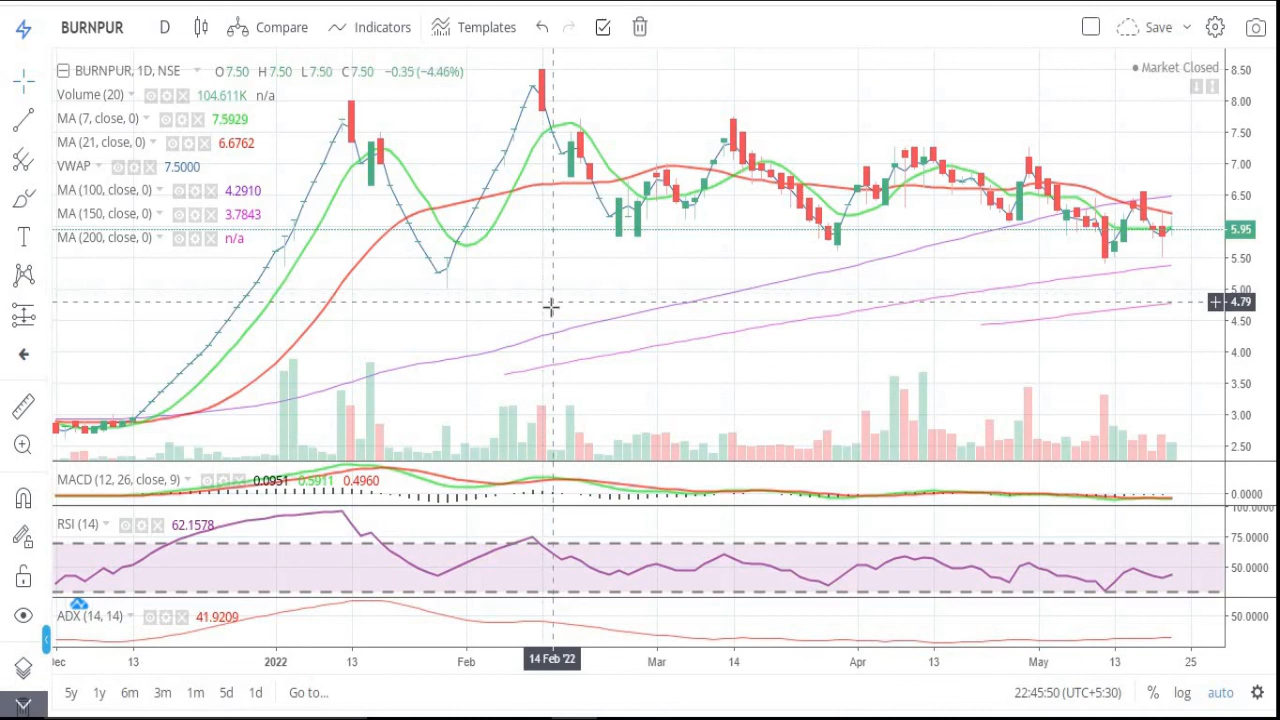 BURNPUR D Compare Indicators Templates Save
BURNPUR, 1D, NSE O7.50 H7.50 L7.50 C7.50 −0.35 (−4.46%)
Market Closed
Volume (20) 104.611K n/a
MA (7, close, 0) 7.5929
MA (21, close, 0) 6.6762
VWAP 7.5000
MA (100, close, 0) 4.2910
MA (150, close, 0) 3.7843
MA (200, close, 0) n/a
8.50
8.00
7.50
7.00
6.50
5.95
5.50
5.00
4.79
4.50
4.00
3.50
3.00
2.50
MACD (12, 26, close, 9) 0.0951 0.5911 0.4960
0.0000
100.0000
RSI (14) 62.1578
75.0000
50.0000
ADX (14, 14) 41.9209
50.0000
Dec 13 2022 13 Feb 14 Feb '22 Mar 14 Apr 13 May 13 25
5y 1y 6m 3m 1m 5d 1d Go to... 22:45:50 (UTC+5:30) % log auto